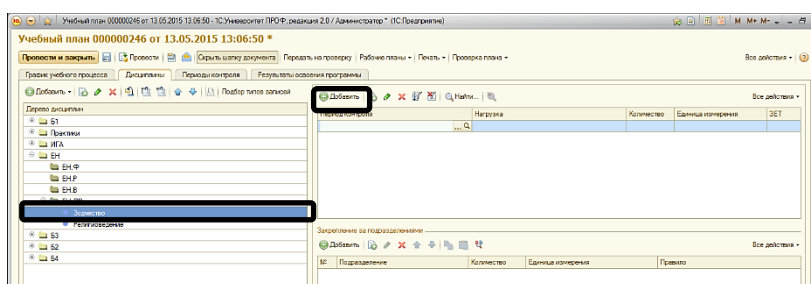 Учебный план 000000246 от 13.05.2015 13:06:50 - 1С:Университет ПРОФ, редакция 2.0 / Администратор * (1С:Предприятие)
M M+ M-
Учебный план 000000246 от 13.05.2015 13:06:50 *
Провести и закрыть Провести Скрыть шапку документа Передать на проверку Рабочие планы Печать Проверка плана Все действия
График учебного процесса Дисциплины Периоды контроля Результаты освоения программы
Добавить Подбор типов записей
Добавить Найти... Все действия
Дерево дисциплин
Период контроля Нагрузка Количество Единица измерения ЗЕТ
Б1
...
Практики
ИГА
ЕН
ЕН.Ф
ЕН.Р
ЕН.В
Зодчество
Религиоведение
Б3
Б2
Б4
Закрепление за подразделениями
Добавить Все действия
№ Подразделение Количество Единица измерения Правило